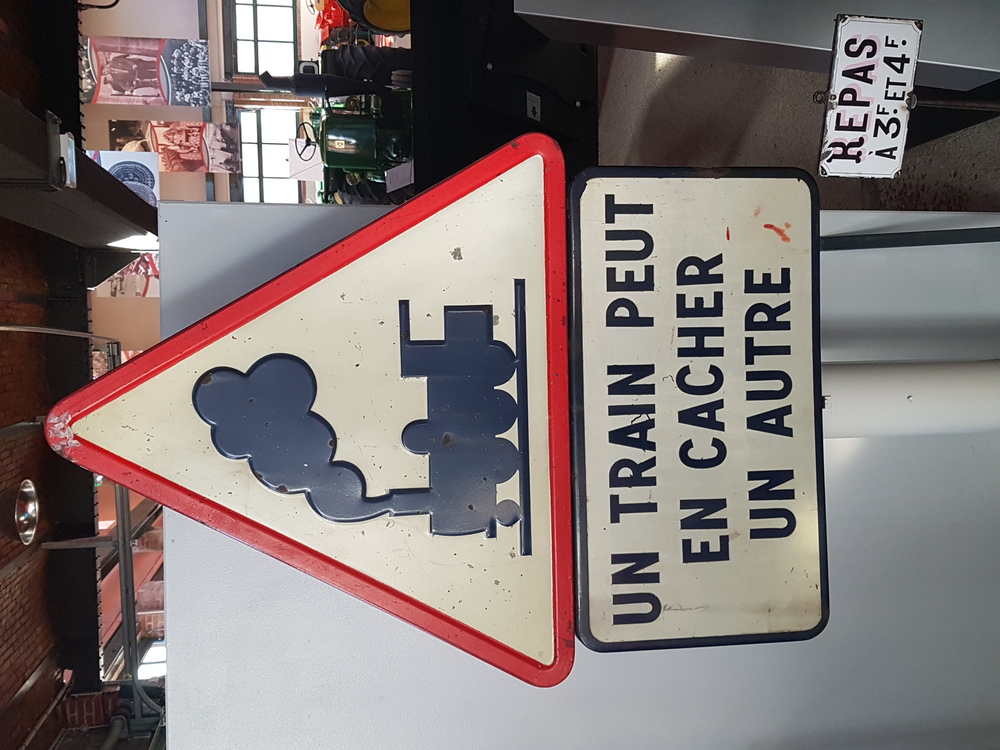 UN TRAIN PEUT
EN CACHER
UN AUTRE
REPAS
À 3F. ET 4F.